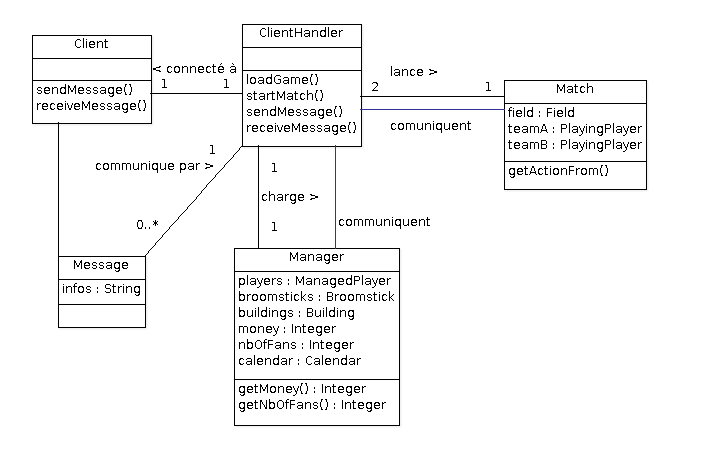 Client
sendMessage()
receiveMessage()
< connecté à
1
1
ClientHandler
loadGame()
startMatch()
sendMessage()
receiveMessage()
lance >
2
1
comuniquent
Match
field : Field
teamA : PlayingPlayer
teamB : PlayingPlayer
getActionFrom()
1
communique par >
0..*
1
charge >
1
communiquent
Message
infos : String
Manager
players : ManagedPlayer
broomsticks : Broomstick
buildings : Building
money : Integer
nbOfFans : Integer
calendar : Calendar
getMoney() : Integer
getNbOfFans() : Integer